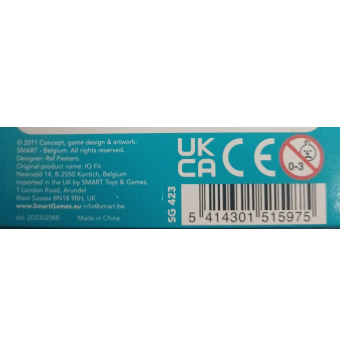 © 2011 Concept, game design & artwork:
SMART - Belgium. All rights reserved.
Designer: Raf Peeters.
Original product name: IQ Fit
Neerveld 14, B-2550 Kontich, Belgium
Imported in the UK by SMART Toys & Games,
1 London Road, Arundel
West Sussex BN18 9BH, UK
www.SmartGames.eu info@smart.be
dd: 20230208R Made in China
UK
CA
CE
0-3
SG 423
5 414301 515975